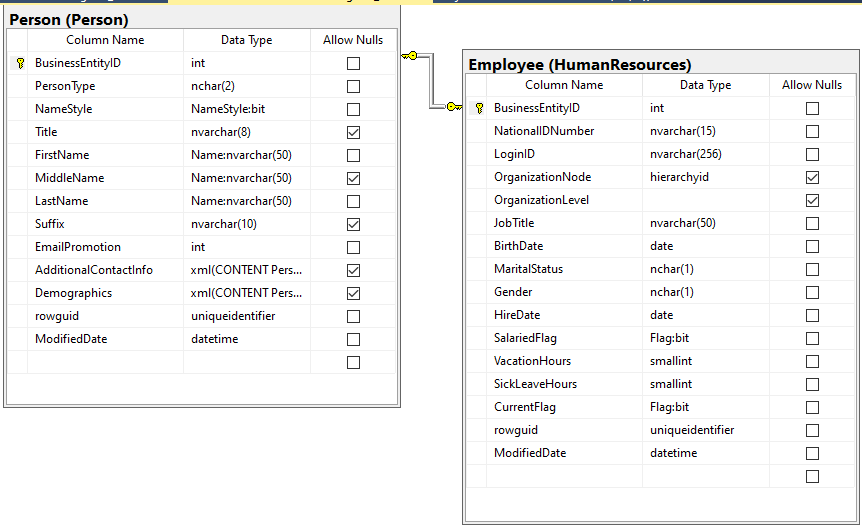 Person (Person)
Column Name Data Type Allow Nulls
BusinessEntityID int
PersonType nchar(2)
NameStyle NameStyle:bit
Title nvarchar(8)
FirstName Name:nvarchar(50)
MiddleName Name:nvarchar(50)
LastName Name:nvarchar(50)
Suffix nvarchar(10)
EmailPromotion int
AdditionalContactInfo xml(CONTENT Pers...
Demographics xml(CONTENT Pers...
rowguid uniqueidentifier
ModifiedDate datetime
Employee (HumanResources)
Column Name Data Type Allow Nulls
BusinessEntityID int
NationalIDNumber nvarchar(15)
LoginID nvarchar(256)
OrganizationNode hierarchyid
OrganizationLevel
JobTitle nvarchar(50)
BirthDate date
MaritalStatus nchar(1)
Gender nchar(1)
HireDate date
SalariedFlag Flag:bit
VacationHours smallint
SickLeaveHours smallint
CurrentFlag Flag:bit
rowguid uniqueidentifier
ModifiedDate datetime